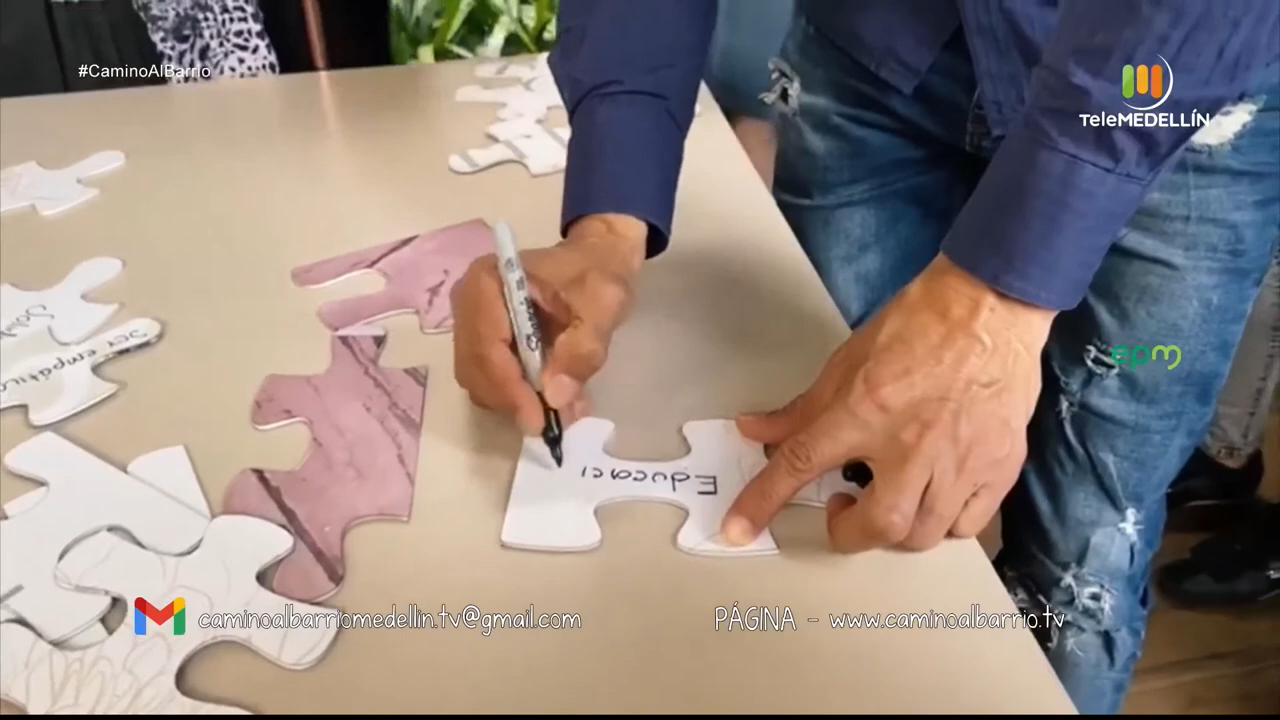 #CaminoAlBarrio
TeleMEDELLÍN
ser empático
epm
Educaci
caminoalbarriomedellin.tv@gmail.com
PÁGINA - www.caminoalbarrio.tv